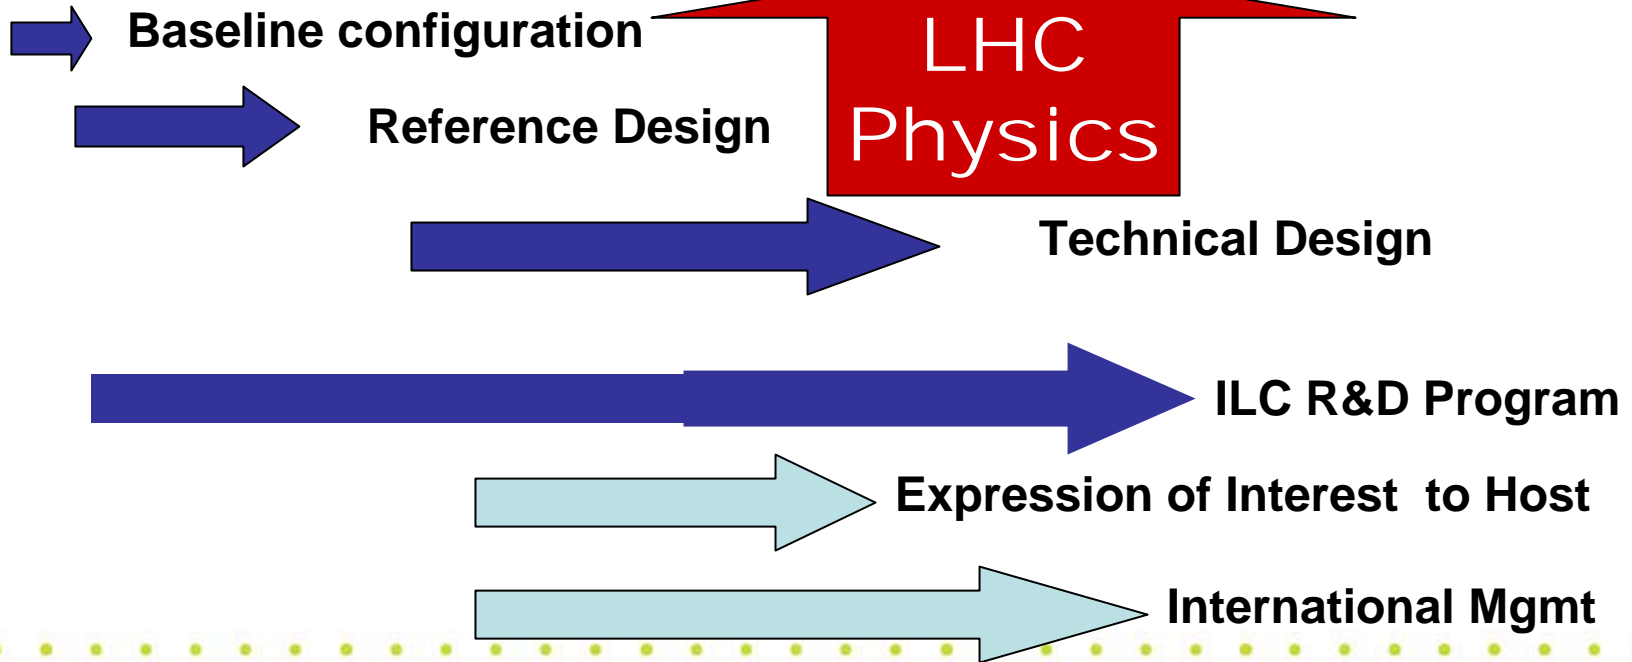 Baseline configuration
LHC
Physics
Reference Design
Technical Design
ILC R&D Program
Expression of Interest to Host
International Mgmt